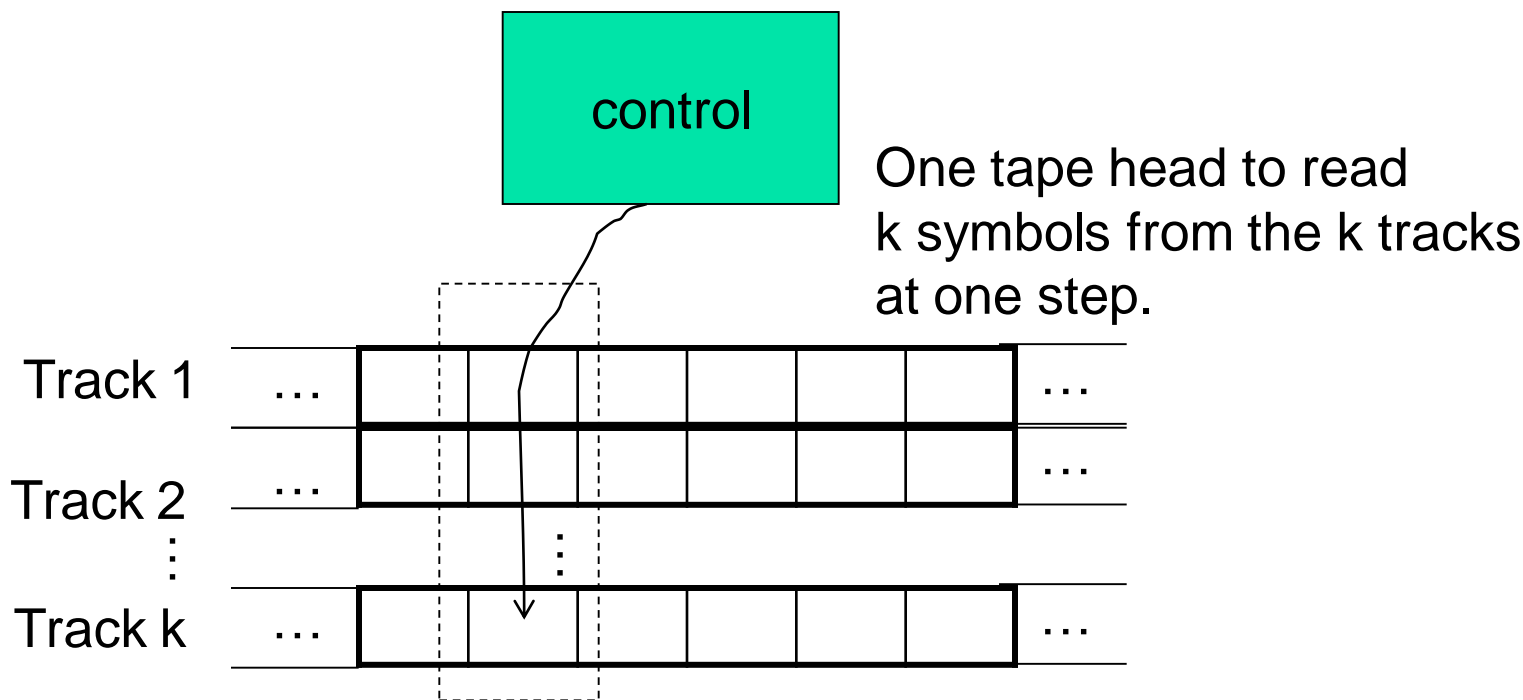 control
One tape head to read
k symbols from the k tracks
at one step.
Track 1 … …
Track 2 … …
⋮ ⋮
Track k … …